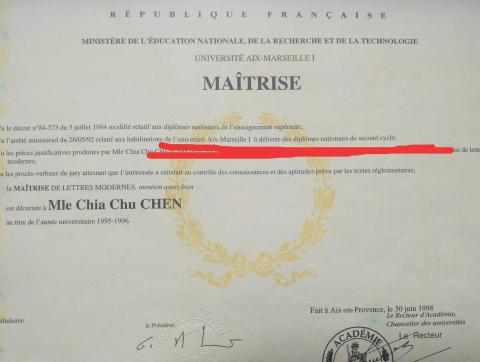 RÉPUBLIQUE FRANÇAISE
MINISTÈRE DE L'ÉDUCATION NATIONALE, DE LA RECHERCHE ET DE LA TECHNOLOGIE
UNIVERSITÉ AIX-MARSEILLE I
MAÎTRISE
u le décret n°84-573 du 5 juillet 1984 modifié relatif aux diplômes nationaux de l'enseignement supérieur;
u l'arrêté ministériel du 26/05/92 relatif aux habilitations de l'université Aix-Marseille I à délivrer des diplômes nationaux de second cycle;
u les pièces justificatives produites par Mle Chia Chu de lettres
modernes;
u les procès-verbaux du jury attestant que l'intéressée a satisfait au contrôle des connaissances et des aptitudes prévu par les textes réglementaires;
la MAÎTRISE DE LETTRES MODERNES, mention assez bien
est décernée à Mle Chia Chu CHEN
au titre de l'année universitaire 1995-1996.
Fait à Aix-en-Provence, le 30 juin 1998
titulaire le Président, Le Recteur d'Académie,
Chancelier des universités
Le Recteur
ACADÉMIE